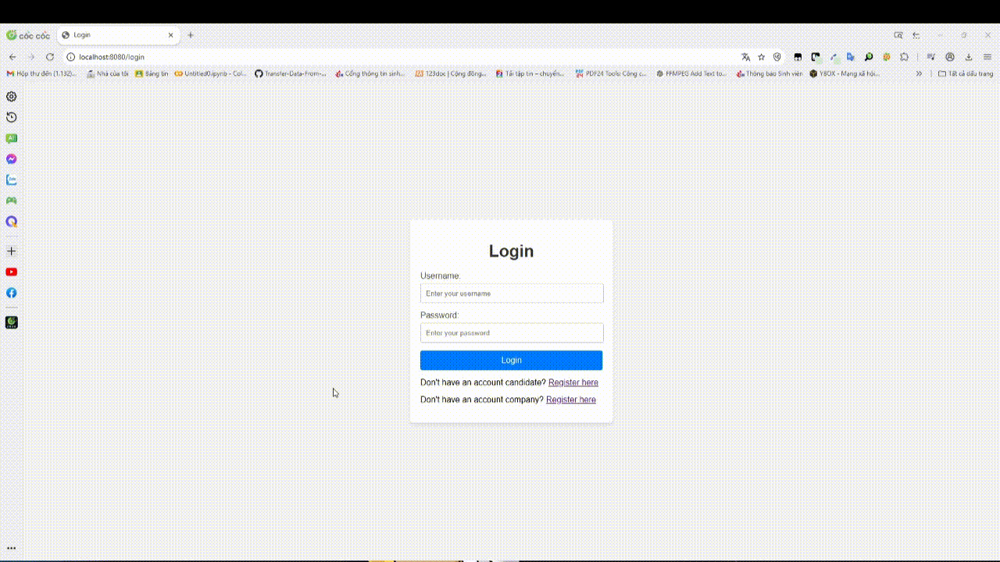 cốc cốc Login
localhost:8080/login
Hộp thư đến (1.132)... Nhà của tôi Bảng tin Untitled0.ipynb - Col... Transfer-Data-From-... Cổng thông tin sinh... 123doc | Cộng đồng... Tải tập tin – chuyển... PDF24 Tools: Công c... FFMPEG Add Text to... Thông báo Sinh viên YBOX - Mạng xã hội... Tất cả dấu trang
Login
Username:
Enter your username
Password:
Enter your password
Login
Don't have an account candidate? Register here
Don't have an account company? Register here